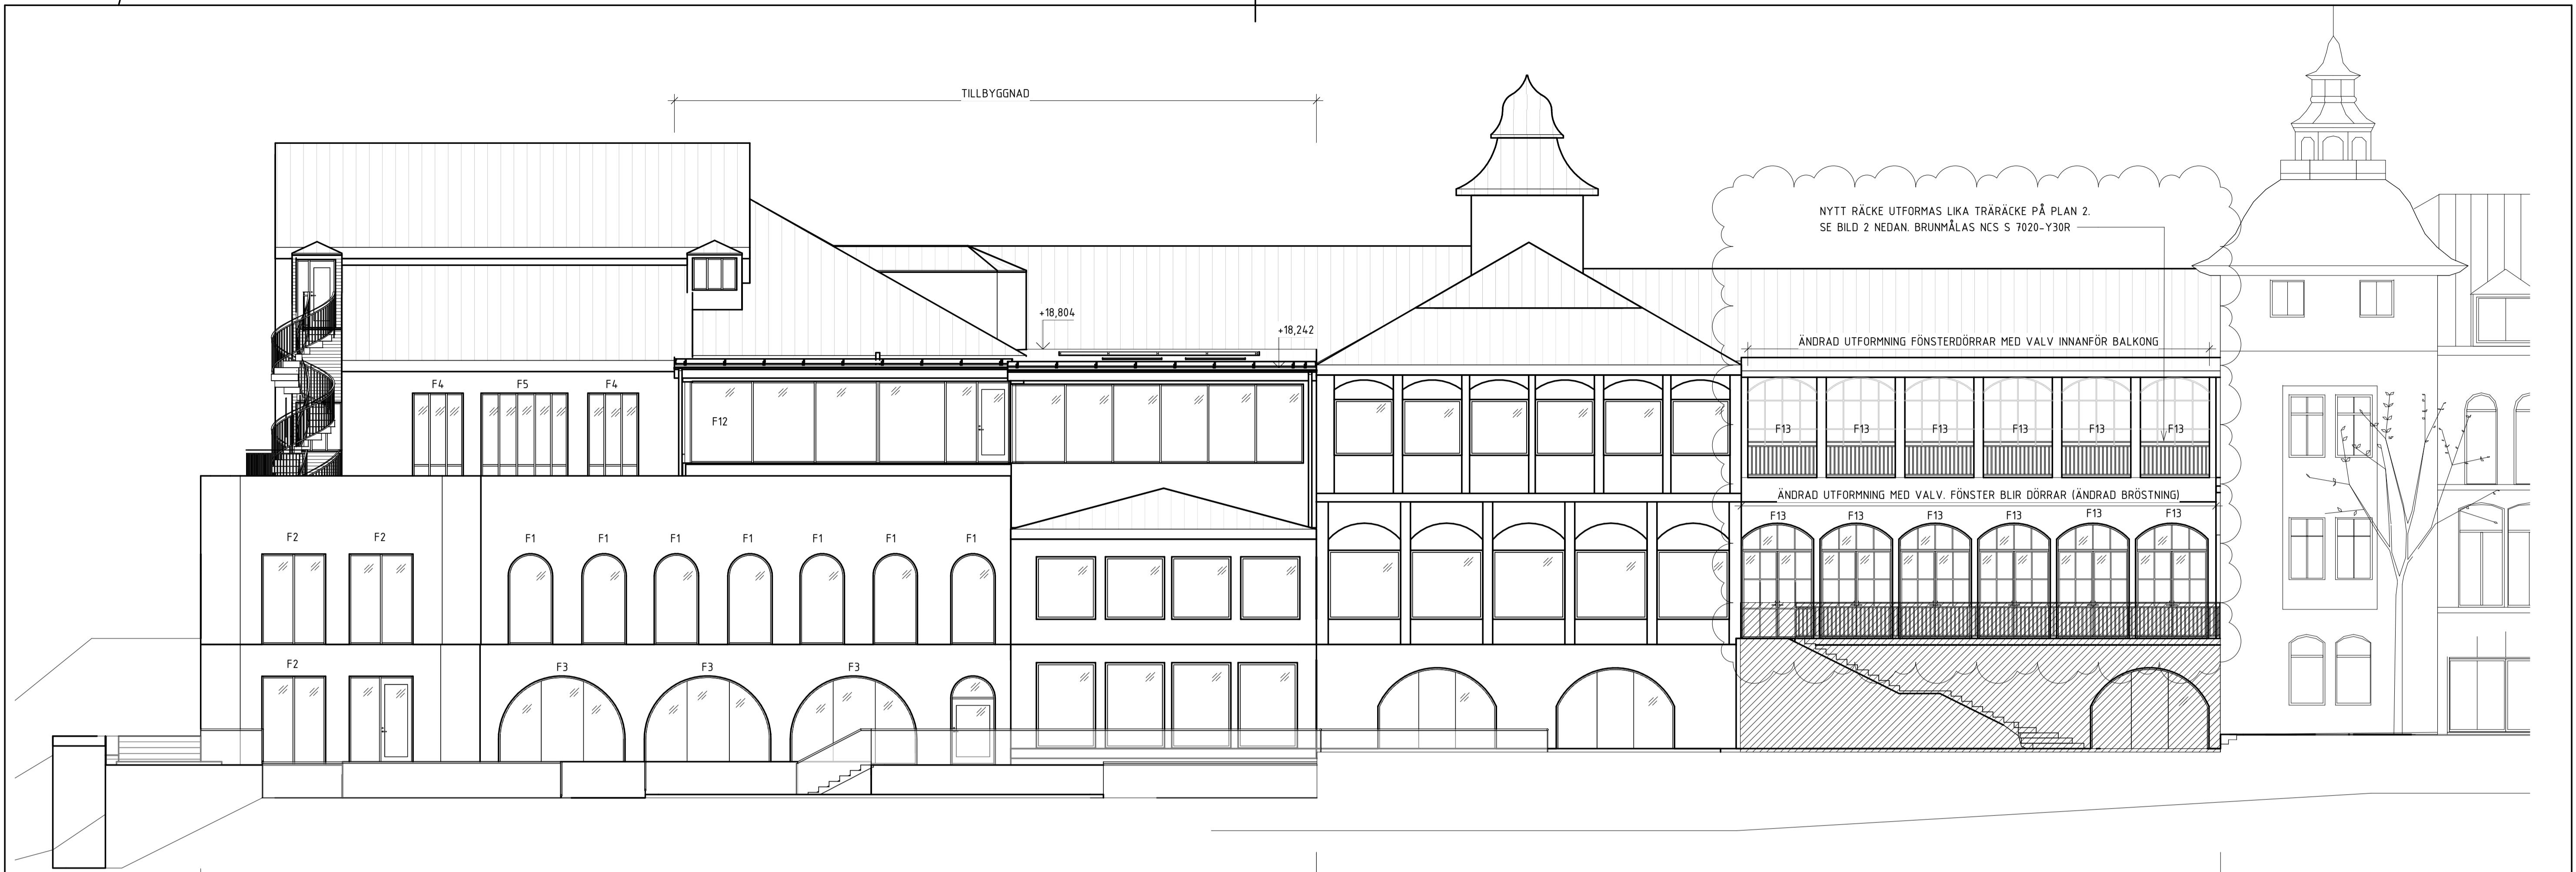 TILLBYGGNAD
NYTT RÄCKE UTFORMAS LIKA TRÄRÄCKE PÅ PLAN 2.
SE BILD 2 NEDAN. BRUNMÅLAS NCS S 7020-Y30R
+18,804
+18,242
ÄNDRAD UTFORMNING FÖNSTERDÖRRAR MED VALV INNANFÖR BALKONG
F4 F5 F4
F12
F13 F13 F13 F13 F13 F13
ÄNDRAD UTFORMNING MED VALV. FÖNSTER BLIR DÖRRAR (ÄNDRAD BRÖSTNING)
F13 F13 F13 F13 F13 F13
F2 F2 F1 F1 F1 F1 F1 F1 F1
F2 F3 F3 F3